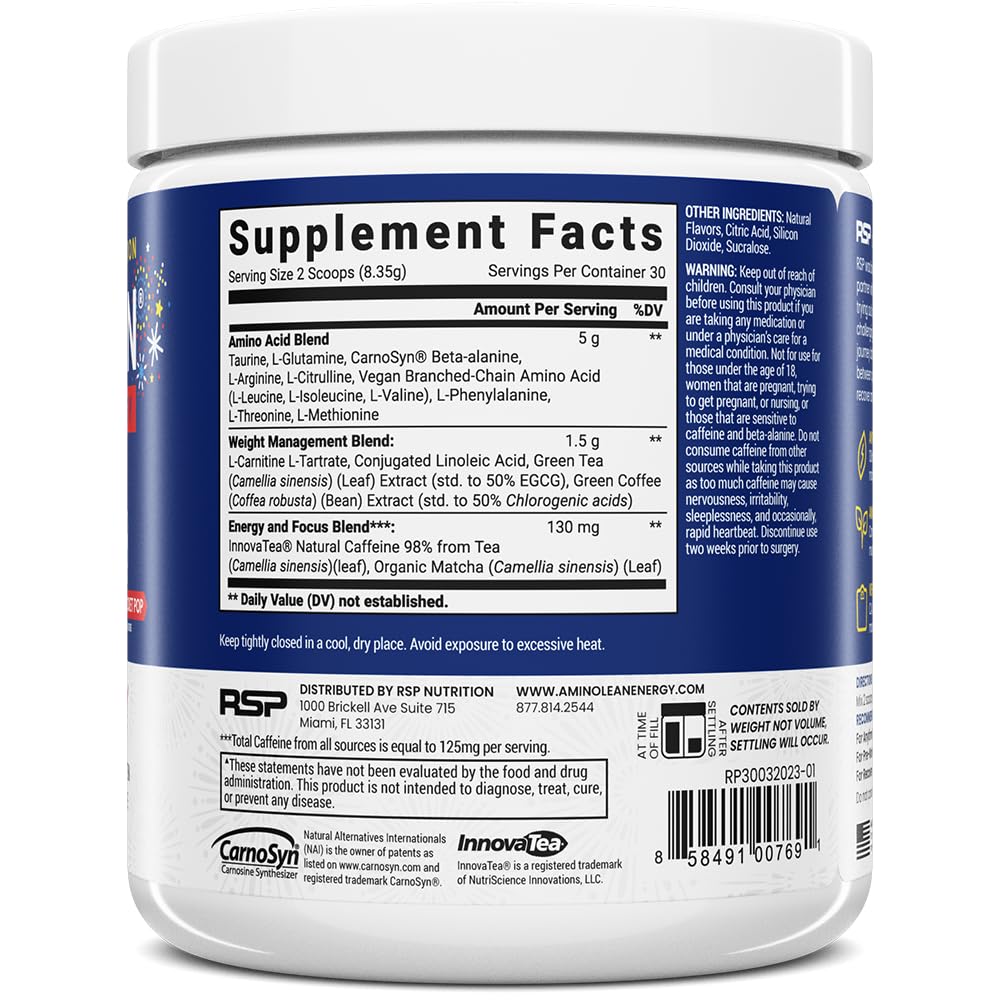 ON
N®
ET POP
Supplement Facts
Serving Size 2 Scoops (8.35g) Servings Per Container 30
Amount Per Serving %DV
Amino Acid Blend 5 g **
Taurine, L-Glutamine, CarnoSyn® Beta-alanine,
L-Arginine, L-Citrulline, Vegan Branched-Chain Amino Acid
(L-Leucine, L-Isoleucine, L-Valine), L-Phenylalanine,
L-Threonine, L-Methionine
Weight Management Blend: 1.5 g **
L-Carnitine L-Tartrate, Conjugated Linoleic Acid, Green Tea
(Camellia sinensis) (Leaf) Extract (std. to 50% EGCG), Green Coffee
(Coffea robusta) (Bean) Extract (std. to 50% Chlorogenic acids)
Energy and Focus Blend***: 130 mg **
InnovaTea® Natural Caffeine 98% from Tea
(Camellia sinensis)(leaf), Organic Matcha (Camellia sinensis) (Leaf)
** Daily Value (DV) not established.
Keep tightly closed in a cool, dry place. Avoid exposure to excessive heat.
OTHER INGREDIENTS: Natural
Flavors, Citric Acid, Silicon
Dioxide, Sucralose.
WARNING: Keep out of reach of
children. Consult your physician
before using this product if you
are taking any medication or
under a physician's care for a
medical condition. Not for use for
those under the age of 18,
women that are pregnant, trying
to get pregnant, or nursing, or
those that are sensitive to
caffeine and beta-alanine. Do not
consume caffeine from other
sources while taking this product
as too much caffeine may cause
nervousness, irritability,
sleeplessness, and occasionally,
rapid heartbeat. Discontinue use
two weeks prior to surgery.
RSP
DISTRIBUTED BY RSP NUTRITION
1000 Brickell Ave Suite 715
Miami, FL 33131
WWW.AMINOLEANENERGY.COM
877.814.2544
***Total Caffeine from all sources is equal to 125mg per serving.
AT TIME
OF FILL
AFTER
SETTLING
CONTENTS SOLD BY
WEIGHT NOT VOLUME,
SETTLING WILL OCCUR.
▲These statements have not been evaluated by the food and drug
administration. This product is not intended to diagnose, treat, cure,
or prevent any disease.
CarnoSyn®
Carnosine Synthesizer
Natural Alternatives Internationals
(NAI) is the owner of patents as
listed on www.carnosyn.com and
registered trademark CarnoSyn®.
InnovaTea
InnovaTea® is a registered trademark
of NutriScience Innovations, LLC.
RP30032023-01
8 58491 00769 1
RSP